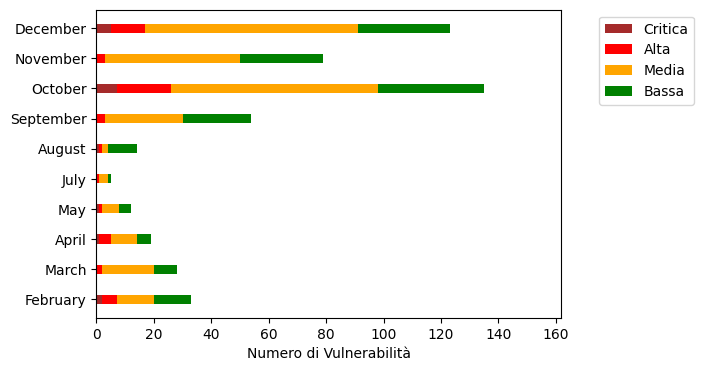 December
November
October
September
August
July
May
April
March
February
0 20 40 60 80 100 120 140 160
Numero di Vulnerabilità
Critica
Alta
Media
Bassa